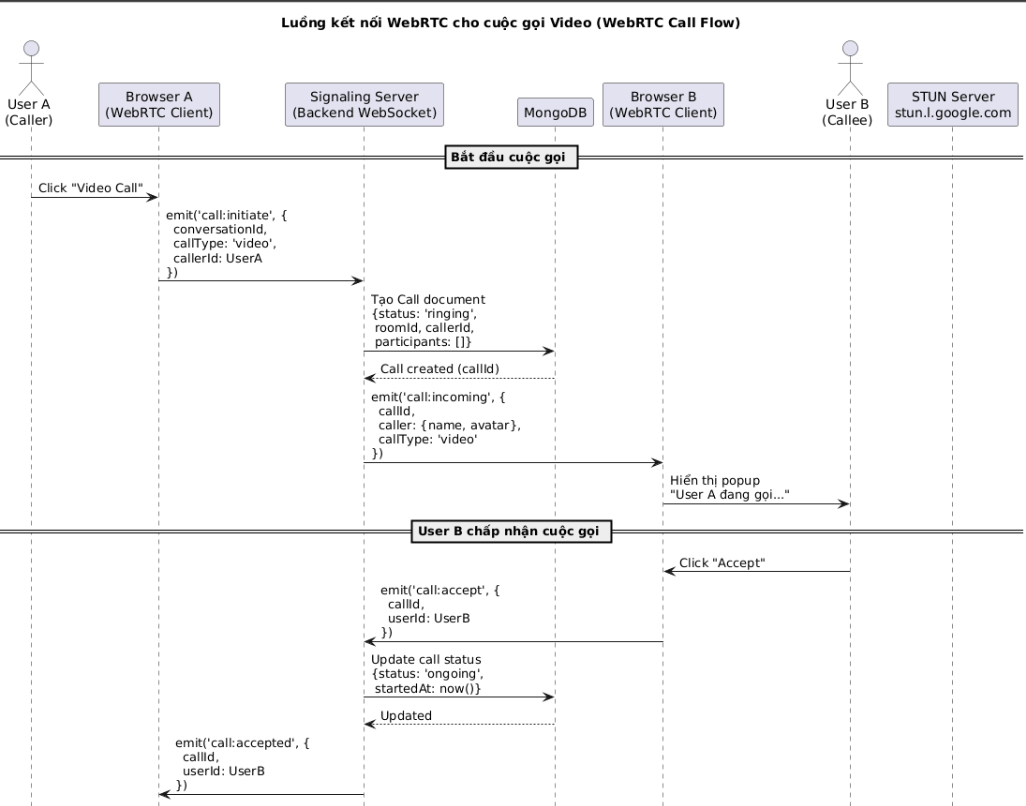 Luồng kết nối WebRTC cho cuộc gọi Video (WebRTC Call Flow)
User A
(Caller)
Browser A
(WebRTC Client)
Signaling Server
(Backend WebSocket)
MongoDB
Browser B
(WebRTC Client)
User B
(Callee)
STUN Server
stun.l.google.com
Bắt đầu cuộc gọi
Click "Video Call"
emit('call:initiate', {
conversationId,
callType: 'video',
callerId: UserA
})
Tạo Call document
{status: 'ringing',
roomId, callerId,
participants: []}
Call created (callId)
emit('call:incoming', {
callId,
caller: {name, avatar},
callType: 'video'
})
Hiển thị popup
"User A đang gọi..."
User B chấp nhận cuộc gọi
Click "Accept"
emit('call:accept', {
callId,
userId: UserB
})
Update call status
{status: 'ongoing',
startedAt: now()}
Updated
emit('call:accepted', {
callId,
userId: UserB
})